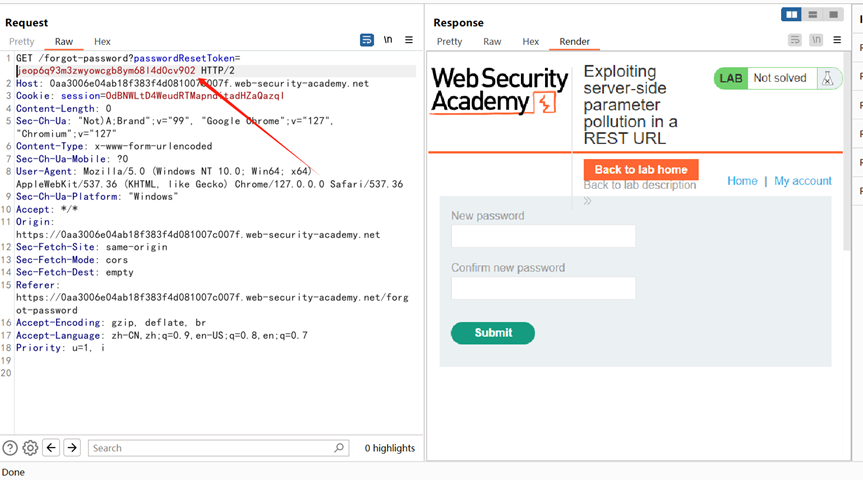 Request
Pretty Raw Hex
\n
1 GET /forgot-password?passwordResetToken=
jeop6q93m3zwyowcgb8ym68l4d0cv902 HTTP/2
2 Host: 0aa3006e04ab18f383f4d081007c007f.web-security-academy.net
3 Cookie: session=
4 Content-Length: 0
5 Sec-Ch-Ua: "Not)A;Brand";v="99", "Google Chrome";v="127",
"Chromium";v="127"
6 Content-Type: x-www-form-urlencoded
7 Sec-Ch-Ua-Mobile: ?0
8 User-Agent: Mozilla/5.0 (Windows NT 10.0; Win64; x64)
AppleWebKit/537.36 (KHTML, like Gecko) Chrome/127.0.0.0 Safari/537.36
9 Sec-Ch-Ua-Platform: "Windows"
10 Accept: */*
11 Origin:
https://0aa3006e04ab18f383f4d081007c007f.web-security-academy.net
12 Sec-Fetch-Site: same-origin
13 Sec-Fetch-Mode: cors
14 Sec-Fetch-Dest: empty
15 Referer:
https://0aa3006e04ab18f383f4d081007c007f.web-security-academy.net/forg
ot-password
16 Accept-Encoding: gzip, deflate, br
17 Accept-Language: zh-CN,zh;q=0.9,en-US;q=0.8,en;q=0.7
18 Priority: u=1, i
19
20
Search
0 highlights
Done
Response
Pretty Raw Hex Render
\n
Web Security
Academy
Exploiting
server-side
parameter
pollution in a
REST URL
LAB Not solved
Back to lab home
Back to lab description
Home | My account
New password
Confirm new password
Submit